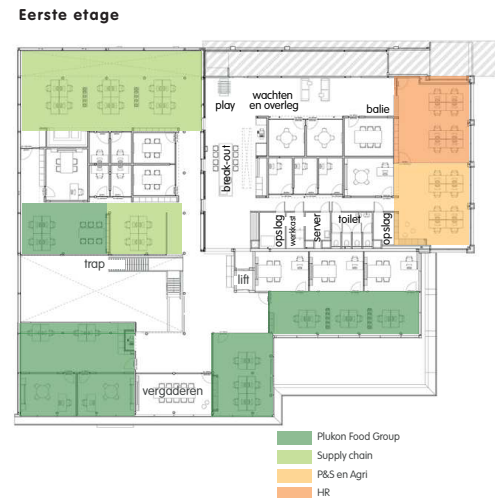 Eerste etage
play
wachten
en overleg
balie
break-out
opslag
werkkast
server
toilet
opslag
trap
lift
vergaderen
Plukon Food Group
Supply chain
P&S en Agri
HR